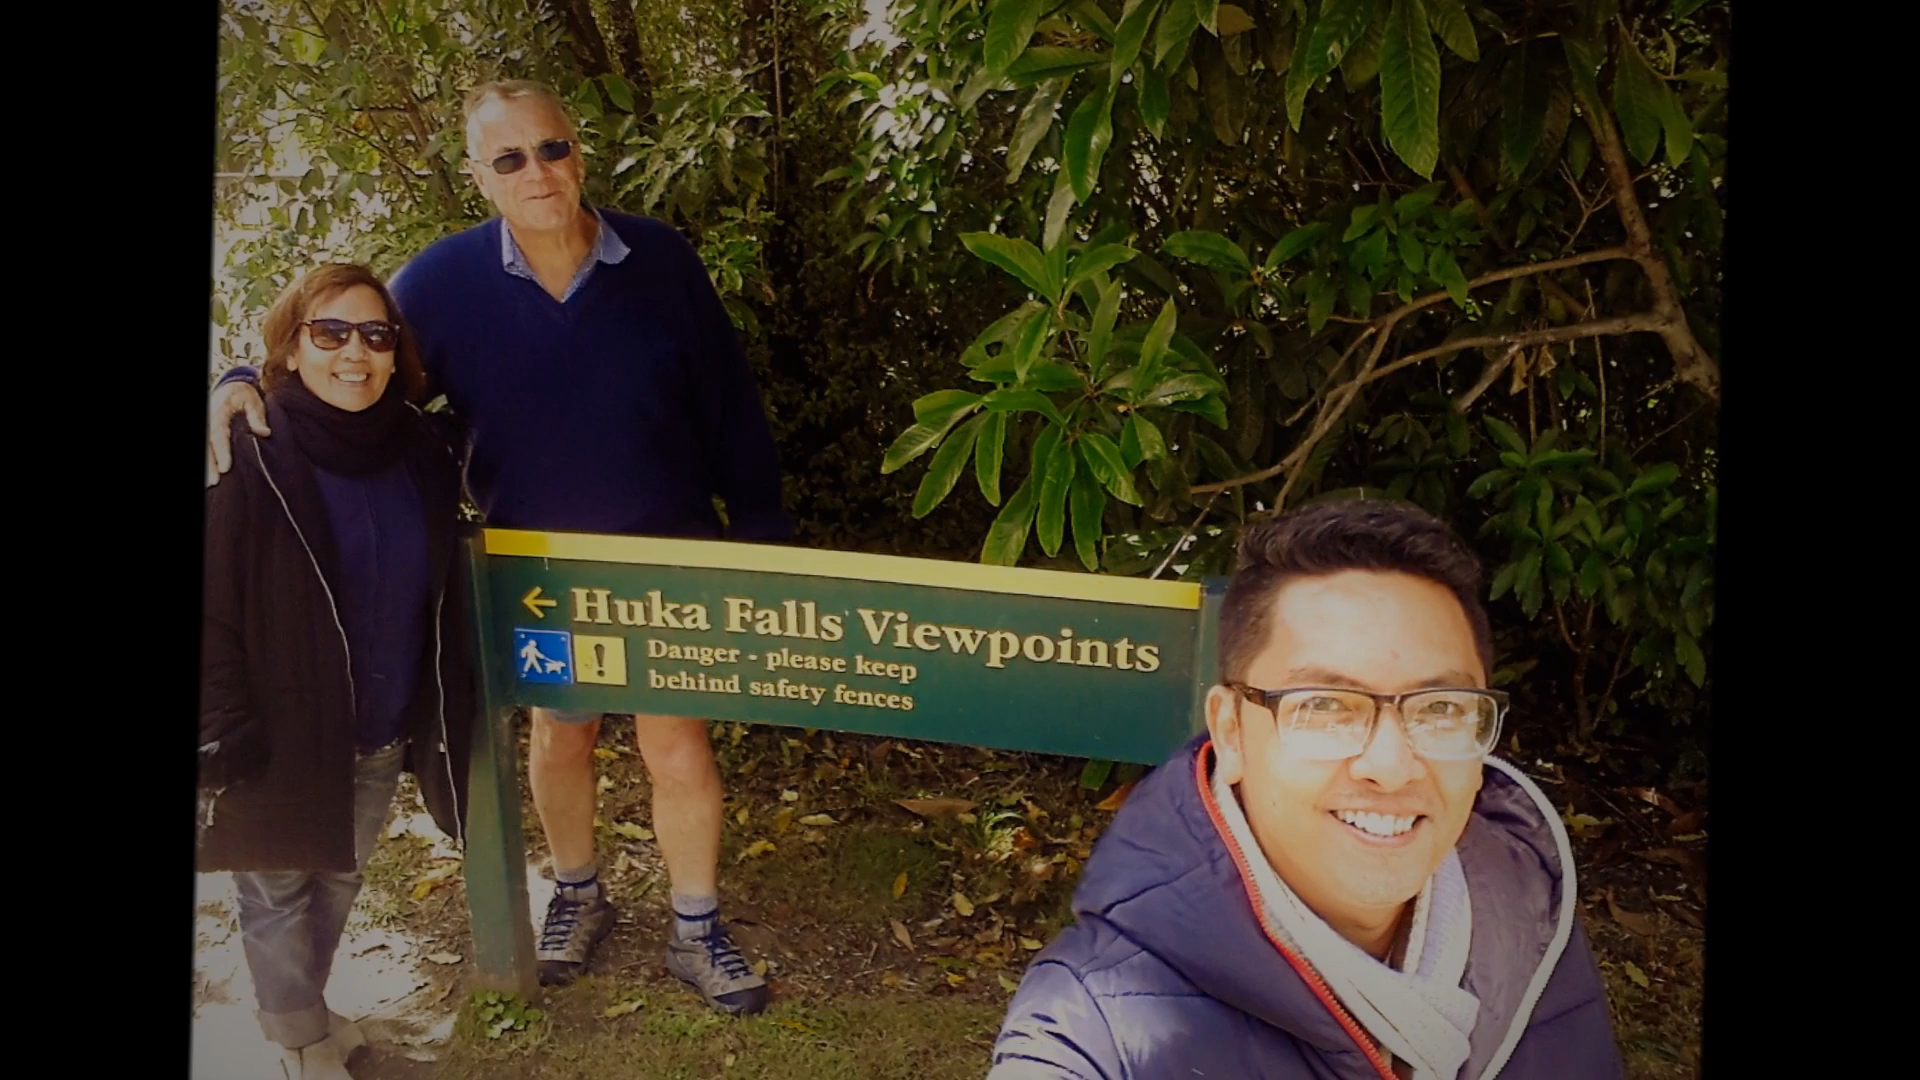 Huka Falls Viewpoints
Danger - please keep
behind safety fences